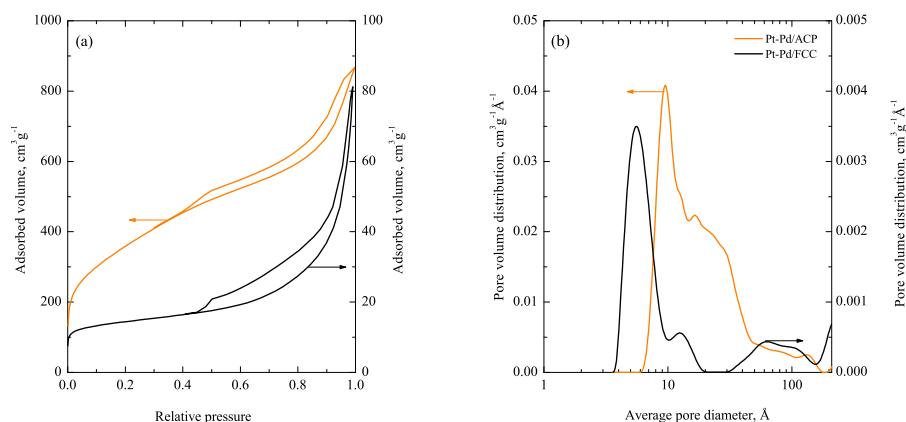 (a)
1000
800
600
400
200
0
100
80
60
40
20
0
0.0 0.2 0.4 0.6 0.8 1.0
Adsorbed volume, cm³g⁻¹
Adsorbed volume, cm³g⁻¹
Relative pressure
(b)
Pt-Pd/ACP
Pt-Pd/FCC
0.05
0.04
0.03
0.02
0.01
0.00
0.005
0.004
0.003
0.002
0.001
0.000
1 10 100
Pore volume distribution, cm³g⁻¹Å⁻¹
Pore volume distribution, cm³g⁻¹Å⁻¹
Average pore diameter, Å